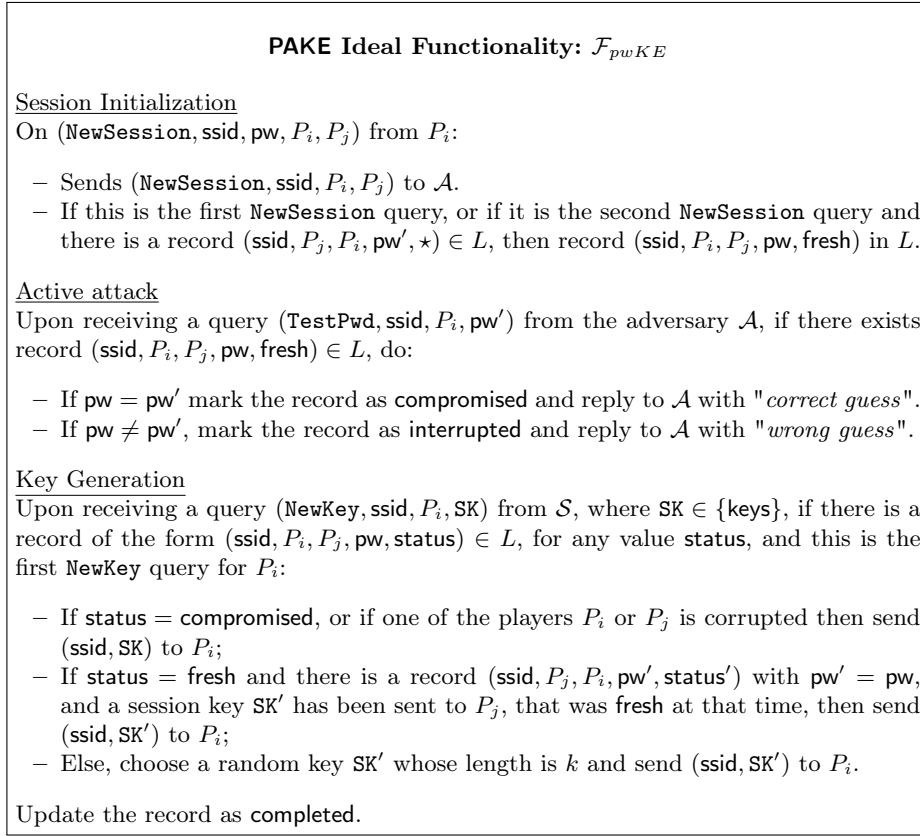 PAKE Ideal Functionality: 𝓕_{pwKE}
Session Initialization
On (NewSession, ssid, pw, P_i, P_j) from P_i:
– Sends (NewSession, ssid, P_i, P_j) to 𝒜.
– If this is the first NewSession query, or if it is the second NewSession query and
there is a record (ssid, P_j, P_i, pw′, ⋆) ∈ L, then record (ssid, P_i, P_j, pw, fresh) in L.
Active attack
Upon receiving a query (TestPwd, ssid, P_i, pw′) from the adversary 𝒜, if there exists
record (ssid, P_i, P_j, pw, fresh) ∈ L, do:
– If pw = pw′ mark the record as compromised and reply to 𝒜 with "correct guess".
– If pw ≠ pw′, mark the record as interrupted and reply to 𝒜 with "wrong guess".
Key Generation
Upon receiving a query (NewKey, ssid, P_i, SK) from 𝒮, where SK ∈ {keys}, if there is a
record of the form (ssid, P_i, P_j, pw, status) ∈ L, for any value status, and this is the
first NewKey query for P_i:
– If status = compromised, or if one of the players P_i or P_j is corrupted then send
(ssid, SK) to P_i;
– If status = fresh and there is a record (ssid, P_j, P_i, pw′, status′) with pw′ = pw,
and a session key SK′ has been sent to P_j, that was fresh at that time, then send
(ssid, SK′) to P_i;
– Else, choose a random key SK′ whose length is k and send (ssid, SK′) to P_i.
Update the record as completed.